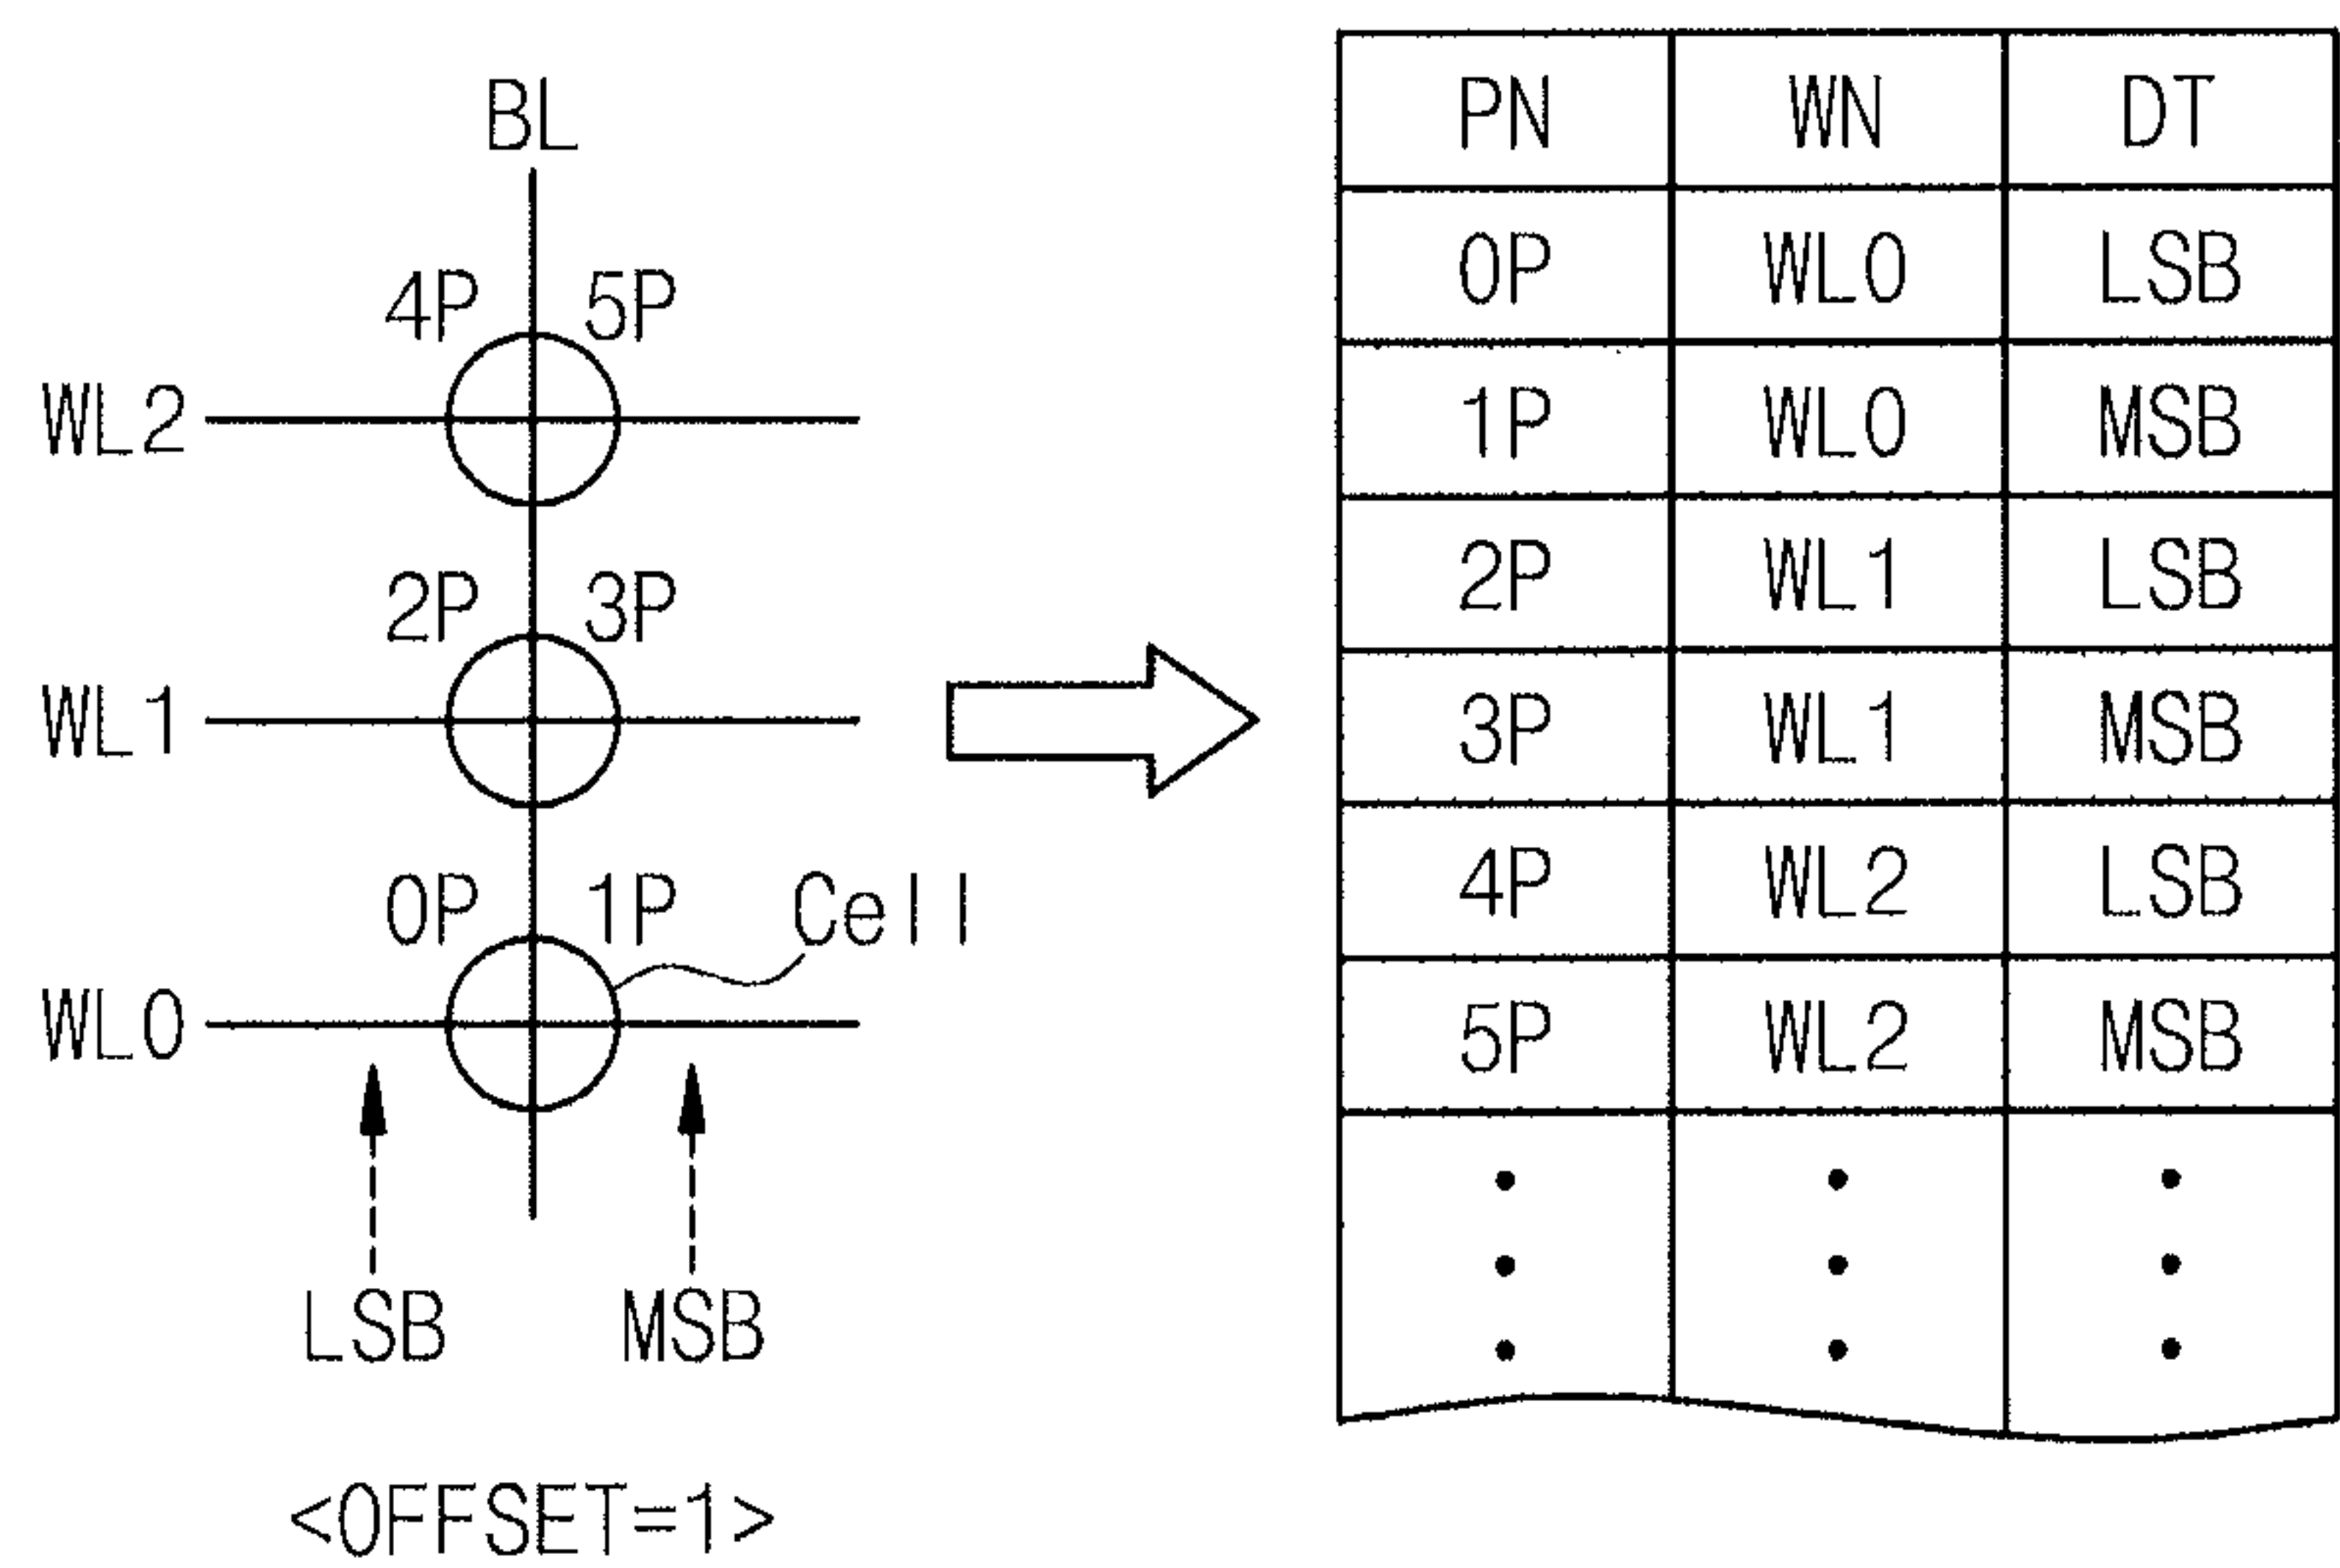 BL
4P 5P
WL2
2P 3P
WL1
0P 1P Cell
WL0
LSB MSB
<OFFSET=1>
PN WN DT
0P WL0 LSB
1P WL0 MSB
2P WL1 LSB
3P WL1 MSB
4P WL2 LSB
5P WL2 MSB